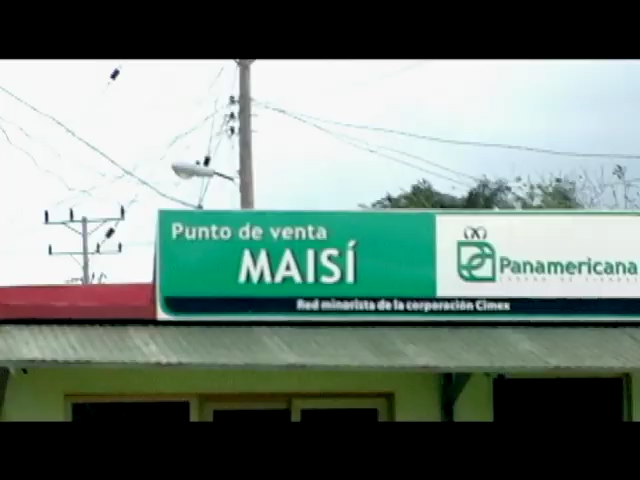 Punto de venta
MAISÍ
Panamericana
Red minorista de la corporación Cimex